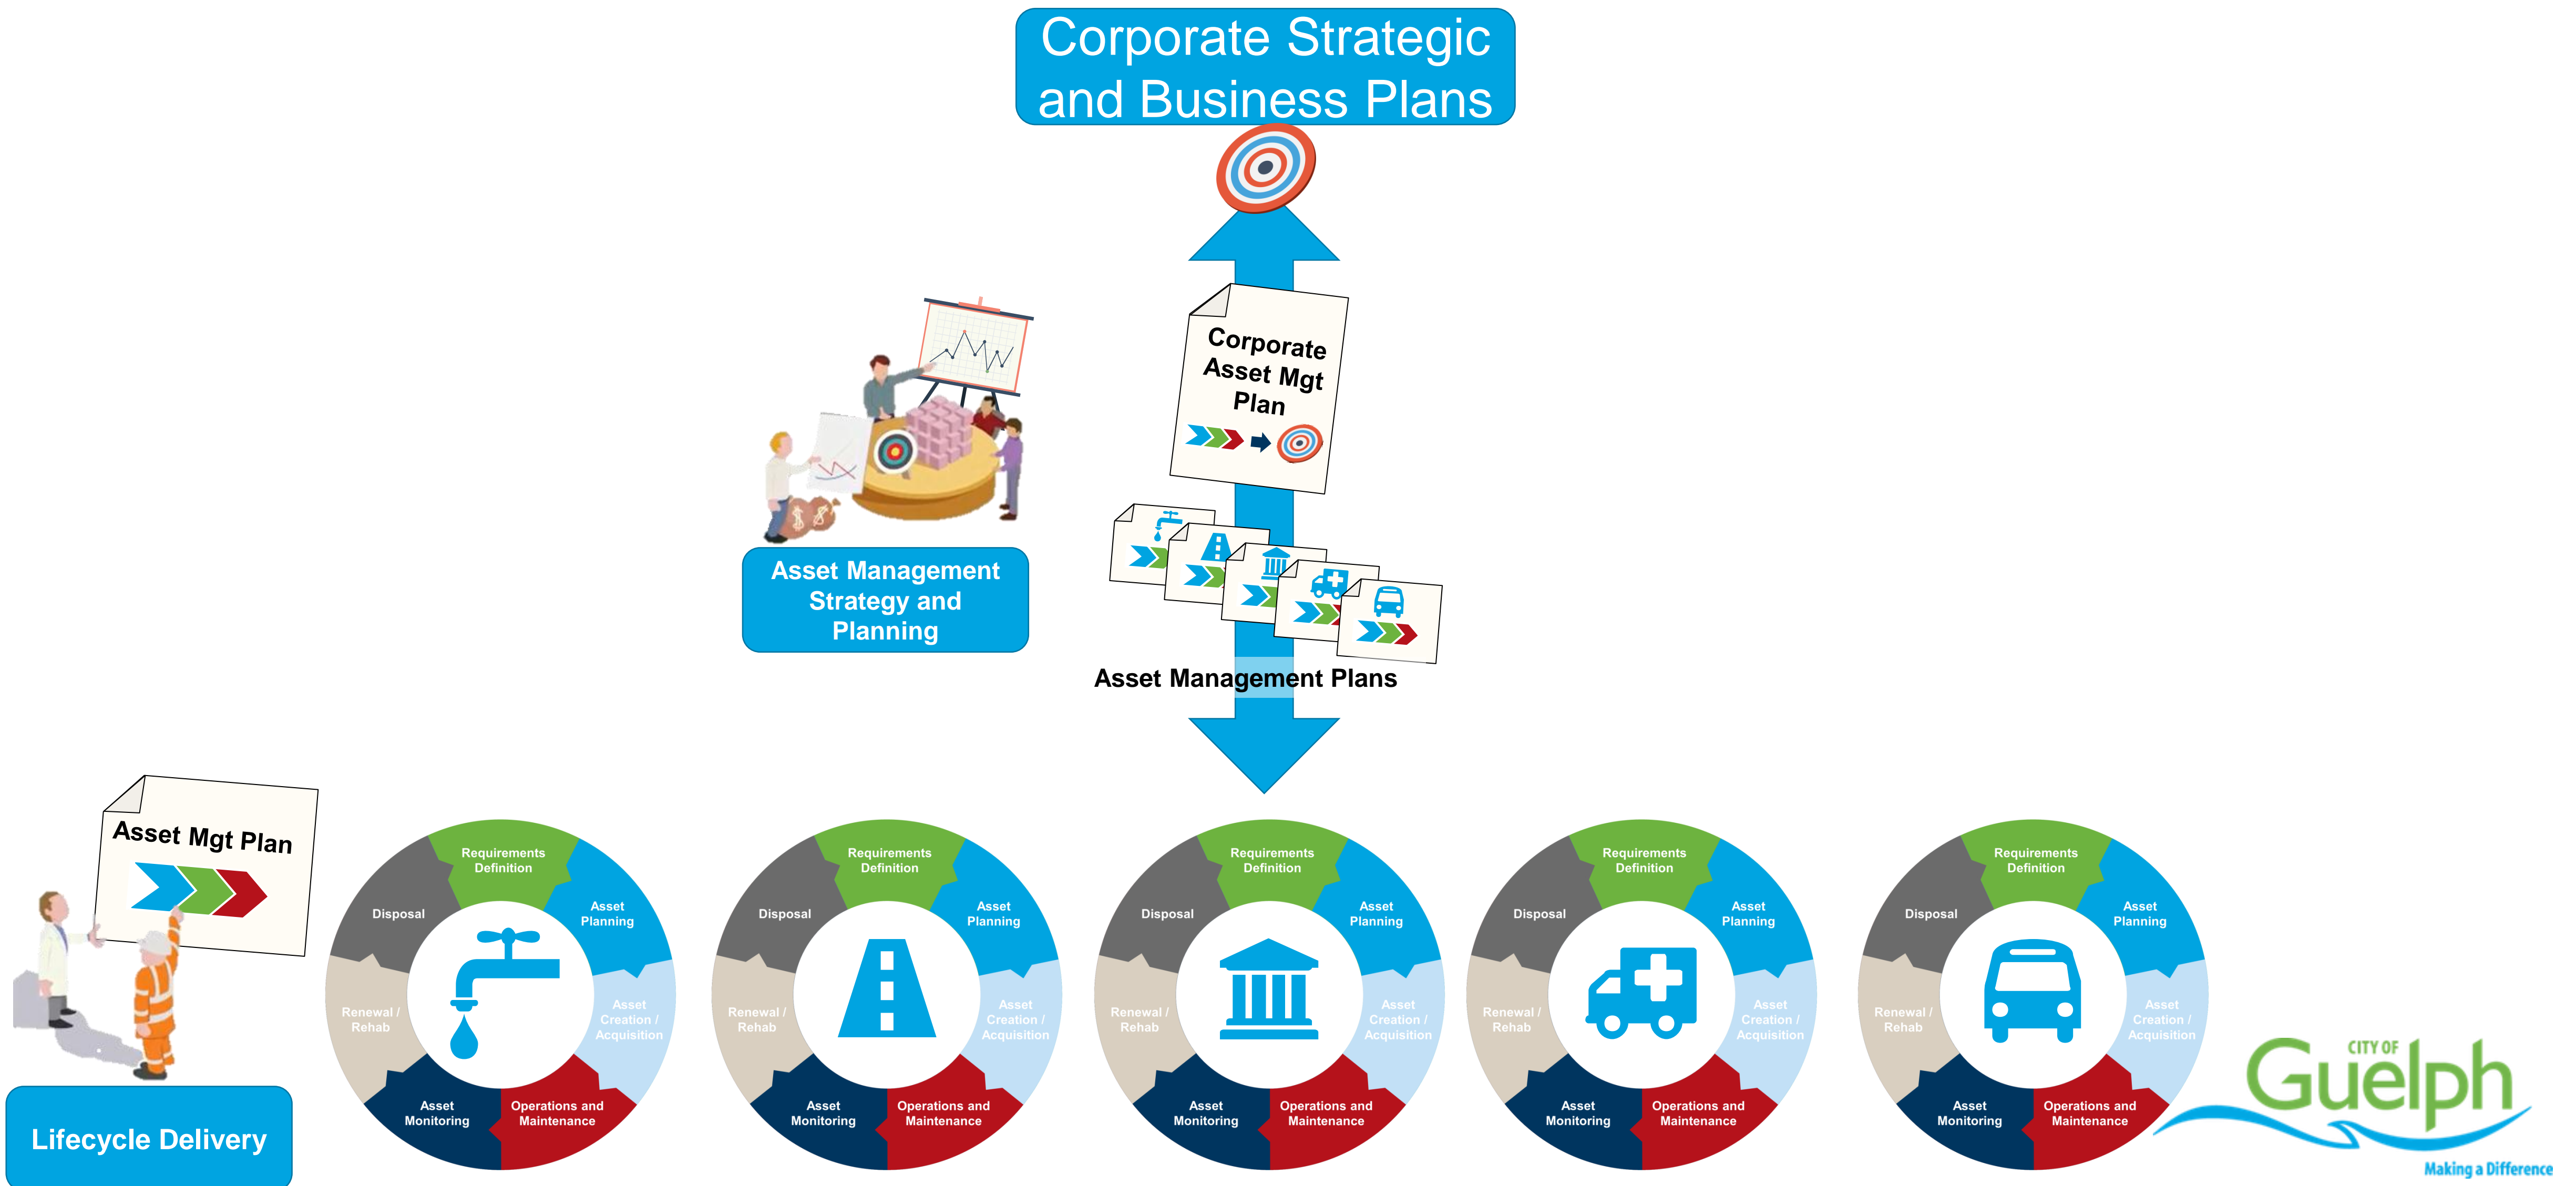 Corporate Strategic
and Business Plans
Corporate
Asset Mgt
Plan
$ $
Asset Management
Strategy and
Planning
Asset Management Plans
Asset Mgt Plan
Lifecycle Delivery
Requirements
Definition
Asset
Planning
Asset
Creation /
Acquisition
Operations and
Maintenance
Asset
Monitoring
Renewal /
Rehab
Disposal
Requirements
Definition
Asset
Planning
Asset
Creation /
Acquisition
Operations and
Maintenance
Asset
Monitoring
Renewal /
Rehab
Disposal
Requirements
Definition
Asset
Planning
Asset
Creation /
Acquisition
Operations and
Maintenance
Asset
Monitoring
Renewal /
Rehab
Disposal
Requirements
Definition
Asset
Planning
Asset
Creation /
Acquisition
Operations and
Maintenance
Asset
Monitoring
Renewal /
Rehab
Disposal
Requirements
Definition
Asset
Planning
Asset
Creation /
Acquisition
Operations and
Maintenance
Asset
Monitoring
Renewal /
Rehab
Disposal
CITY OF
Guelph
Making a Difference